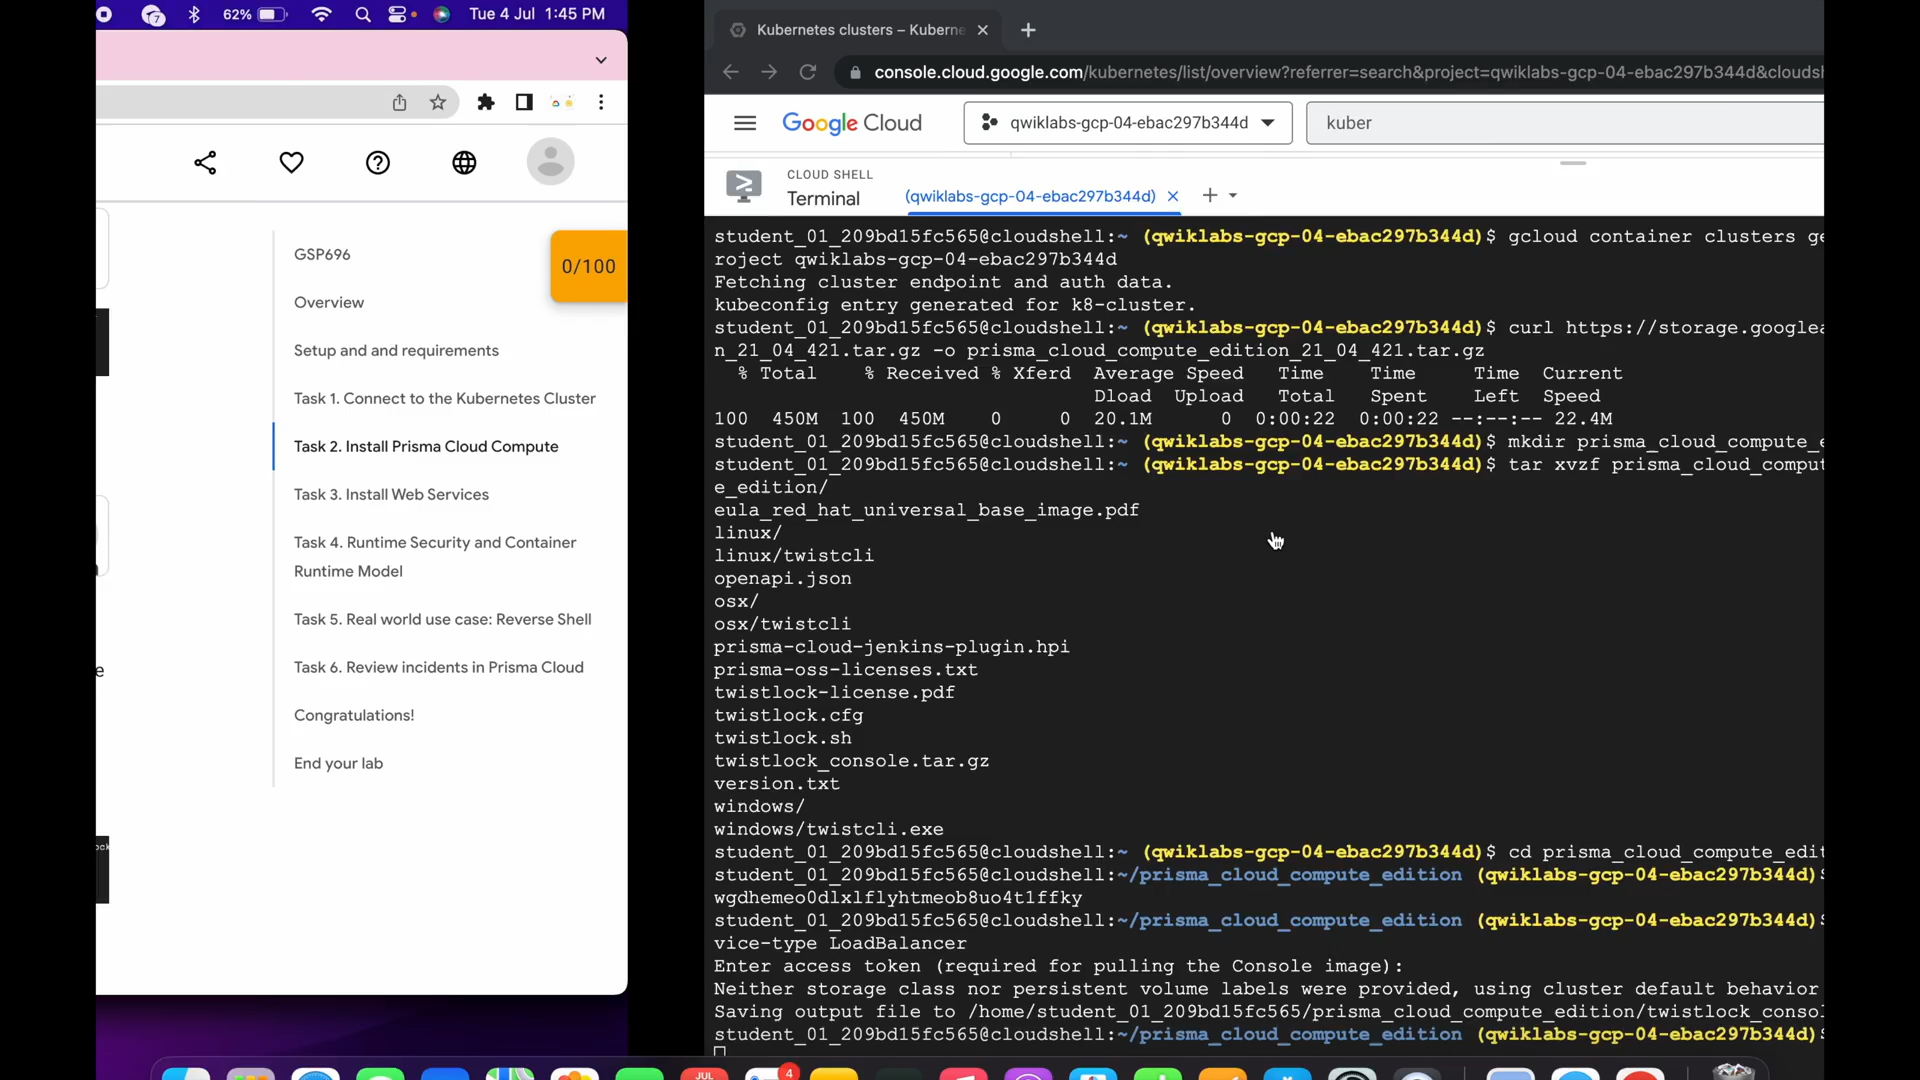 62%
Tue 4 Jul 1:45 PM
7
GSP696
0/100
Overview
Setup and and requirements
Task 1. Connect to the Kubernetes Cluster
Task 2. Install Prisma Cloud Compute
Task 3. Install Web Services
Task 4. Runtime Security and Container
Runtime Model
Task 5. Real world use case: Reverse Shell
Task 6. Review incidents in Prisma Cloud
Congratulations!
End your lab
e
JUL
4
Kubernetes clusters – Kuberne
console.cloud.google.com/kubernetes/list/overview?referrer=search&project=qwiklabs-gcp-04-ebac297b344d&cloudsh
Google Cloud
qwiklabs-gcp-04-ebac297b344d
kuber
CLOUD SHELL
Terminal
(qwiklabs-gcp-04-ebac297b344d)
student_01_209bd15fc565@cloudshell:~ (qwiklabs-gcp-04-ebac297b344d)$ gcloud container clusters ge
roject qwiklabs-gcp-04-ebac297b344d
Fetching cluster endpoint and auth data.
kubeconfig entry generated for k8-cluster.
student_01_209bd15fc565@cloudshell:~ (qwiklabs-gcp-04-ebac297b344d)$ curl https://storage.googlea
n_21_04_421.tar.gz -o prisma_cloud_compute_edition_21_04_421.tar.gz
% Total % Received % Xferd Average Speed Time Time Time Current
Dload Upload Total Spent Left Speed
100 450M 100 450M 0 0 20.1M 0 0:00:22 0:00:22 --:--:-- 22.4M
student_01_209bd15fc565@cloudshell:~ (qwiklabs-gcp-04-ebac297b344d)$ mkdir prisma_cloud_compute_e
student_01_209bd15fc565@cloudshell:~ (qwiklabs-gcp-04-ebac297b344d)$ tar xvzf prisma_cloud_comput
e_edition/
eula_red_hat_universal_base_image.pdf
linux/
linux/twistcli
openapi.json
osx/
osx/twistcli
prisma-cloud-jenkins-plugin.hpi
prisma-oss-licenses.txt
twistlock-license.pdf
twistlock.cfg
twistlock.sh
twistlock_console.tar.gz
version.txt
windows/
windows/twistcli.exe
student_01_209bd15fc565@cloudshell:~ (qwiklabs-gcp-04-ebac297b344d)$ cd prisma_cloud_compute_edit
student_01_209bd15fc565@cloudshell:~/prisma_cloud_compute_edition (qwiklabs-gcp-04-ebac297b344d)$
wgdhemeo0dlxlflyhtmeob8uo4t1ffky
student_01_209bd15fc565@cloudshell:~/prisma_cloud_compute_edition (qwiklabs-gcp-04-ebac297b344d)$
vice-type LoadBalancer
Enter access token (required for pulling the Console image):
Neither storage class nor persistent volume labels were provided, using cluster default behavior
Saving output file to /home/student_01_209bd15fc565/prisma_cloud_compute_edition/twistlock_consol
student_01_209bd15fc565@cloudshell:~/prisma_cloud_compute_edition (qwiklabs-gcp-04-ebac297b344d)$